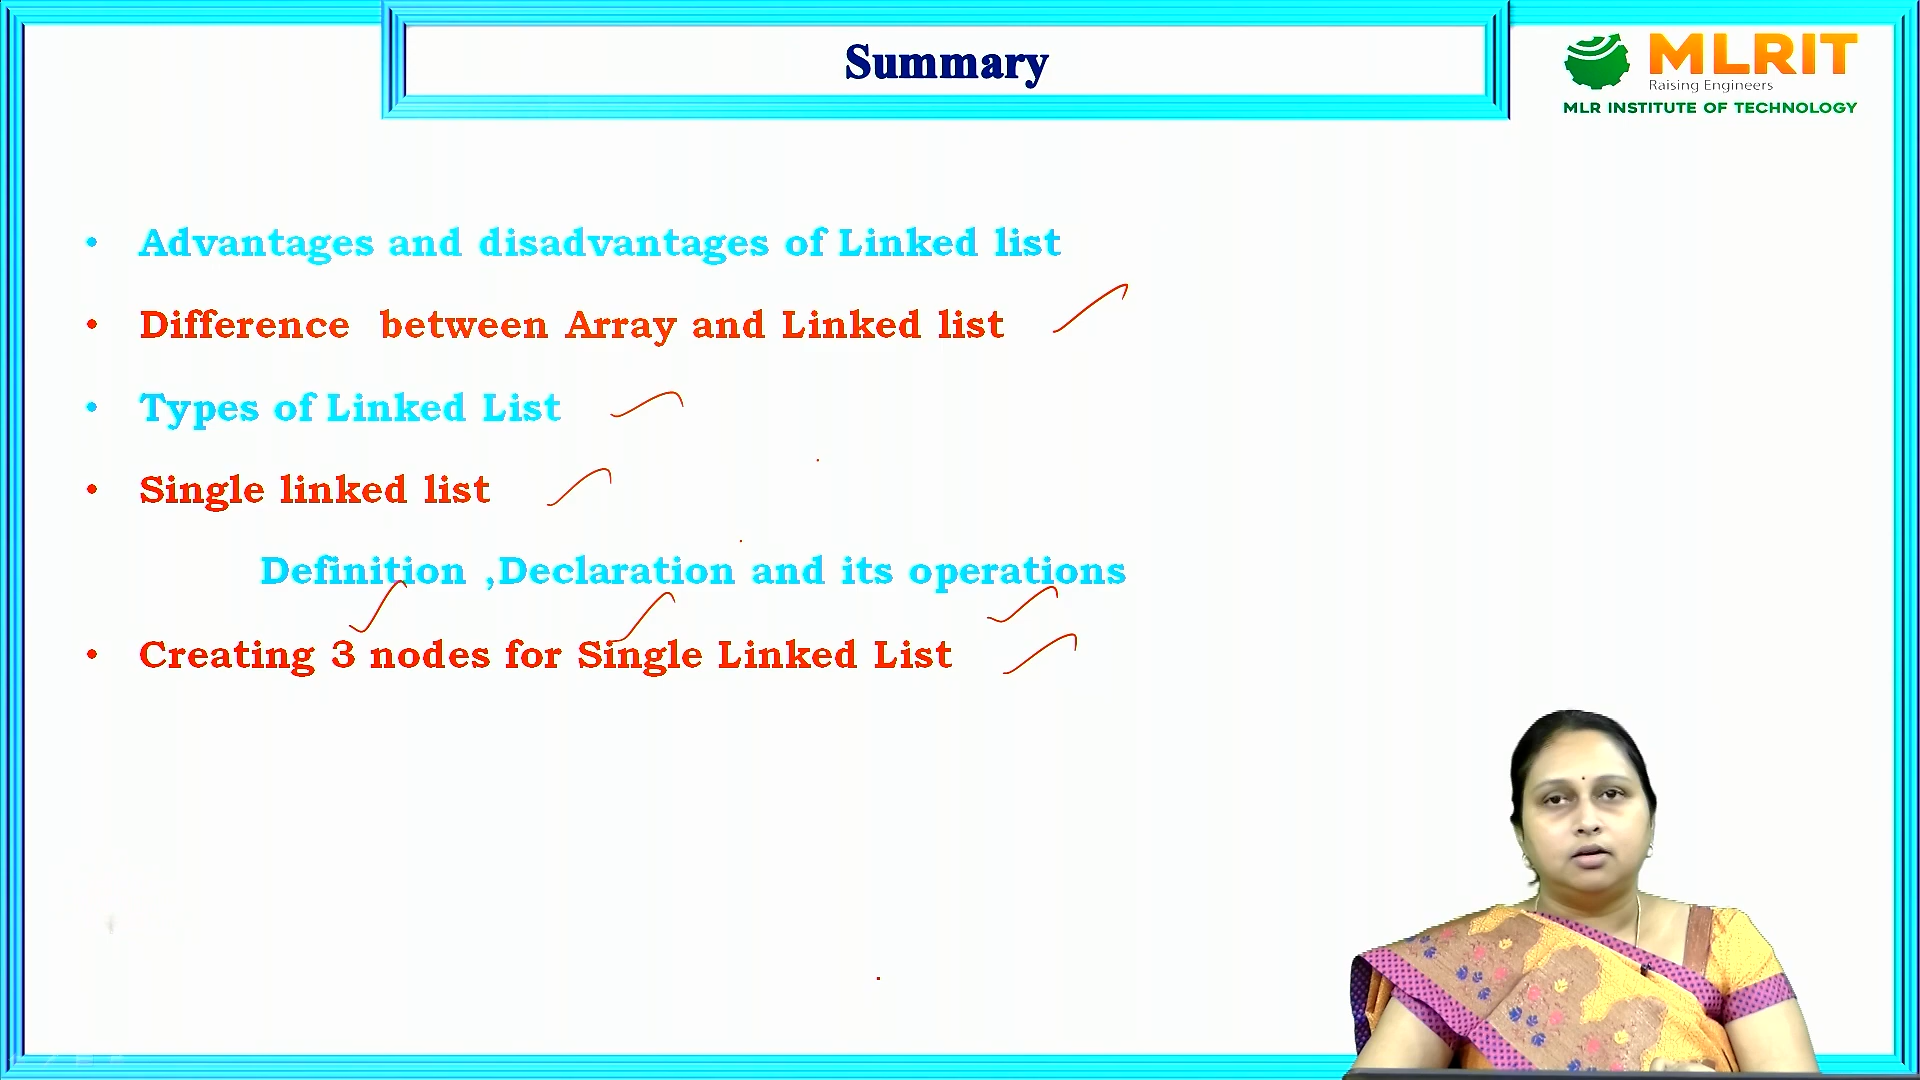 Summary
MLRIT
Raising Engineers
MLR INSTITUTE OF TECHNOLOGY
• Advantages and disadvantages of Linked list
• Difference between Array and Linked list
• Types of Linked List
• Single linked list
Definition ,Declaration and its operations
• Creating 3 nodes for Single Linked List